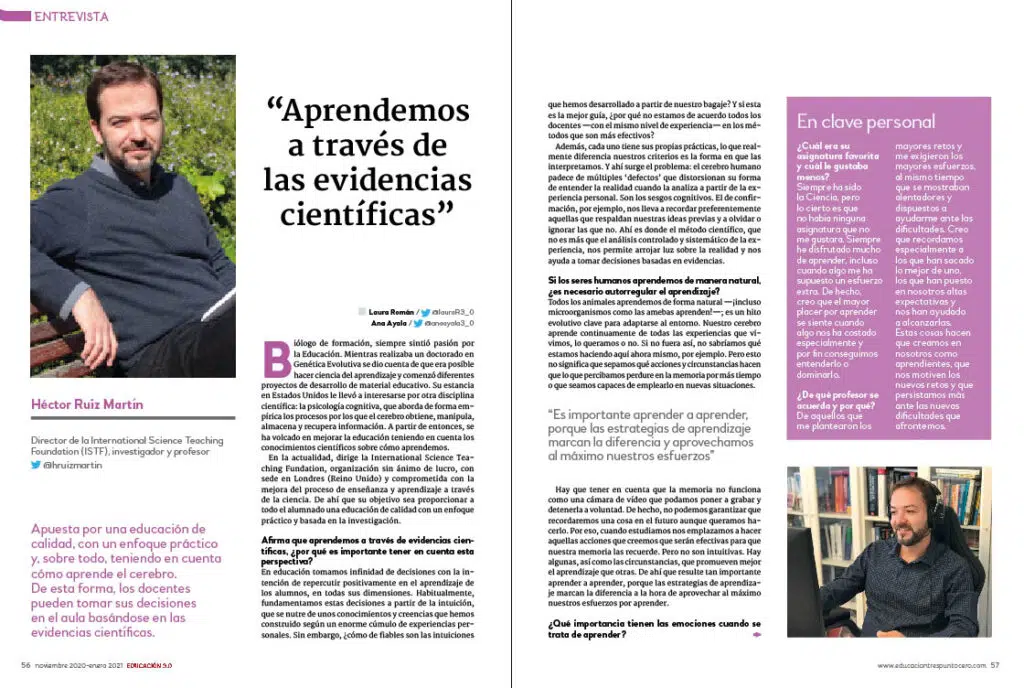 ENTREVISTA
“Aprendemos
a través de
las evidencias
científicas”
Laura Román / @lauraR3_0
Ana Ayala / @anaayala3_0
Héctor Ruiz Martín
Director de la International Science Teaching
Foundation (ISTF), investigador y profesor
@hruizmartin
Apuesta por una educación de
calidad, con un enfoque práctico
y, sobre todo, teniendo en cuenta
cómo aprende el cerebro.
De esta forma, los docentes
pueden tomar sus decisiones
en el aula basándose en las
evidencias científicas.
Biólogo de formación, siempre sintió pasión por
la Educación. Mientras realizaba un doctorado en
Genética Evolutiva se dio cuenta de que era posible
hacer ciencia del aprendizaje y comenzó diferentes
proyectos de desarrollo de material educativo. Su estancia
en Estados Unidos le llevó a interesarse por otra disciplina
científica: la psicología cognitiva, que aborda de forma em-
pírica los procesos por los que el cerebro obtiene, manipula,
almacena y recupera información. A partir de entonces, se
ha volcado en mejorar la educación teniendo en cuenta los
conocimientos científicos sobre cómo aprendemos.
En la actualidad, dirige la International Science Tea-
ching Fundation, organización sin ánimo de lucro, con
sede en Londres (Reino Unido) y comprometida con la
mejora del proceso de enseñanza y aprendizaje a través
de la ciencia. De ahí que su objetivo sea proporcionar a
todo el alumnado una educación de calidad con un enfoque
práctico y basada en la investigación.
Afirma que aprendemos a través de evidencias cien-
tíficas, ¿por qué es importante tener en cuenta esta
perspectiva?
En educación tomamos infinidad de decisiones con la in-
tención de repercutir positivamente en el aprendizaje de
los alumnos, en todas sus dimensiones. Habitualmente,
fundamentamos estas decisiones a partir de la intuición,
que se nutre de unos conocimientos y creencias que hemos
construido según un enorme cúmulo de experiencias per-
sonales. Sin embargo, ¿cómo de fiables son las intuiciones
56 noviembre 2020-enero 2021 EDUCACIÓN 3.0
que hemos desarrollado a partir de nuestro bagaje? Y si esta
es la mejor guía, ¿por qué no estamos de acuerdo todos los
docentes —con el mismo nivel de experiencia— en los mé-
todos que son más efectivos?
Además, cada uno tiene sus propias prácticas, lo que real-
mente diferencia nuestros criterios es la forma en que las
interpretamos. Y ahí surge el problema: el cerebro humano
padece de múltiples ‘defectos’ que distorsionan su forma
de entender la realidad cuando la analiza a partir de la ex-
periencia personal. Son los sesgos cognitivos. El de confir-
mación, por ejemplo, nos lleva a recordar preferentemente
aquellas que respaldan nuestras ideas previas y a olvidar o
ignorar las que no. Ahí es donde el método científico, que
no es más que el análisis controlado y sistemático de la ex-
periencia, nos permite arrojar luz sobre la realidad y nos
ayuda a tomar decisiones basadas en evidencias.
Si los seres humanos aprendemos de manera natural,
¿es necesario autorregular el aprendizaje?
Todos los animales aprendemos de forma natural —¡incluso
microorganismos como las amebas aprenden!—; es un hito
evolutivo clave para adaptarse al entorno. Nuestro cerebro
aprende continuamente de todas las experiencias que vi-
vimos, lo queramos o no. Si no fuera así, no sabríamos qué
estamos haciendo aquí ahora mismo, por ejemplo. Pero esto
no significa que sepamos qué acciones y circunstancias hacen
que lo que percibamos perdure en la memoria por más tiempo
o que seamos capaces de emplearlo en nuevas situaciones.
“Es importante aprender a aprender,
porque las estrategias de aprendizaje
marcan la diferencia y aprovechamos
al máximo nuestros esfuerzos”
Hay que tener en cuenta que la memoria no funciona
como una cámara de vídeo que podamos poner a grabar y
detenerla a voluntad. De hecho, no podemos garantizar que
recordaremos una cosa en el futuro aunque queramos ha-
cerlo. Por eso, cuando estudiamos nos emplazamos a hacer
aquellas acciones que creemos que serán efectivas para que
nuestra memoria las recuerde. Pero no son intuitivas. Hay
algunas, así como las circunstancias, que promueven mejor
el aprendizaje que otras. De ahí que resulte tan importante
aprender a aprender, porque las estrategias de aprendiza-
je marcan la diferencia a la hora de aprovechar al máximo
nuestros esfuerzos por aprender.
¿Qué importancia tienen las emociones cuando se
trata de aprender?
En clave personal
¿Cuál era su
asignatura favorita
y cuál le gustaba
menos?
Siempre ha sido
la Ciencia, pero
lo cierto es que
no había ninguna
asignatura que no
me gustara. Siempre
he disfrutado mucho
de aprender, incluso
cuando algo me ha
supuesto un esfuerzo
extra. De hecho,
creo que el mayor
placer por aprender
se siente cuando
algo nos ha costado
especialmente y
por fin conseguimos
entenderlo o
dominarlo.
¿De qué profesor se
acuerda y por qué?
De aquellos que
me plantearon los
mayores retos y
me exigieron los
mayores esfuerzos,
al mismo tiempo
que se mostraban
alentadores y
dispuestos a
ayudarme ante las
dificultades. Creo
que recordamos
especialmente a
los que han sacado
lo mejor de uno,
los que han puesto
en nosotros altas
expectativas y
nos han ayudado
a alcanzarlas.
Estas cosas hacen
que creamos en
nosotros como
aprendientes, que
nos motiven los
nuevos retos y que
persistamos más
ante las nuevas
dificultades que
afrontemos.
www.educaciontrespuntocero.com 57